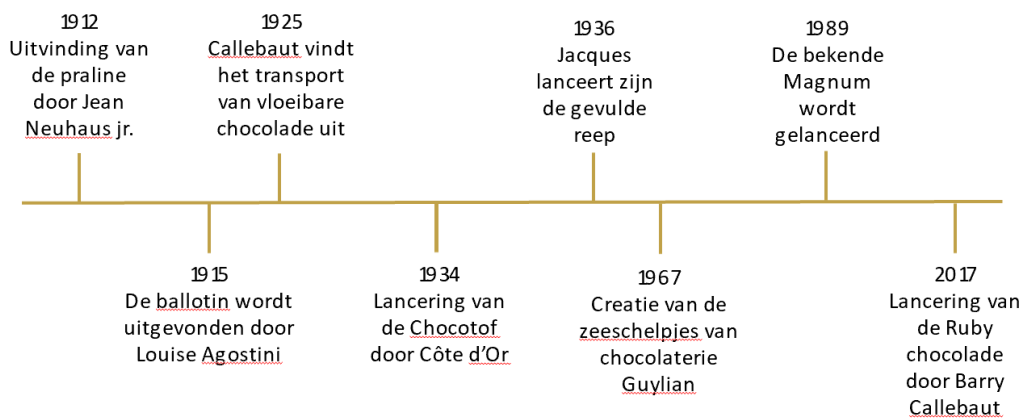 1912
Uitvinding van
de praline
door Jean
Neuhaus jr.
1925
Callebaut vindt
het transport
van vloeibare
chocolade uit
1936
Jacques
lanceert zijn
de gevulde
reep
1989
De bekende
Magnum
wordt
gelanceerd
1915
De ballotin wordt
uitgevonden door
Louise Agostini
1934
Lancering van
de Chocotof
door Côte d’Or
1967
Creatie van de
zeeschelpjes van
chocolaterie
Guylian
2017
Lancering van
de Ruby
chocolade
door Barry
Callebaut